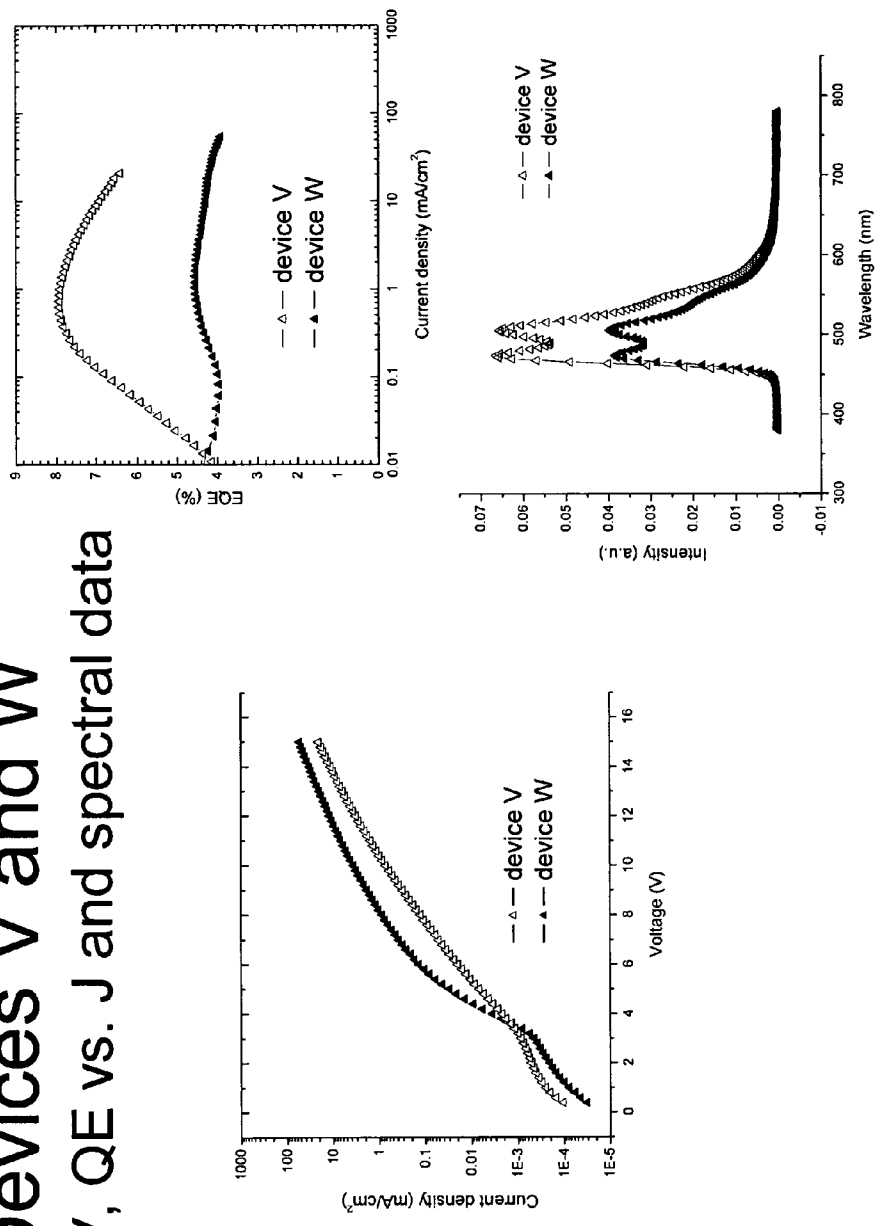 Devices V and W
, QE vs. J and spectral data
1000
100
10
1
0.1
0.01
1E-3
1E-4
1E-5
Current density (mA/cm²)
0
2
4
6
8
10
12
14
16
Voltage (V)
device V
device W
9
8
7
6
5
4
3
2
1
0
EQE (%)
0.01
0.1
1
10
100
1000
Current density (mA/cm²)
device V
device W
0.07
0.06
0.05
0.04
0.03
0.02
0.01
0.00
-0.01
Intensity (a.u.)
300
400
500
600
700
800
Wavelength (nm)
device V
device W